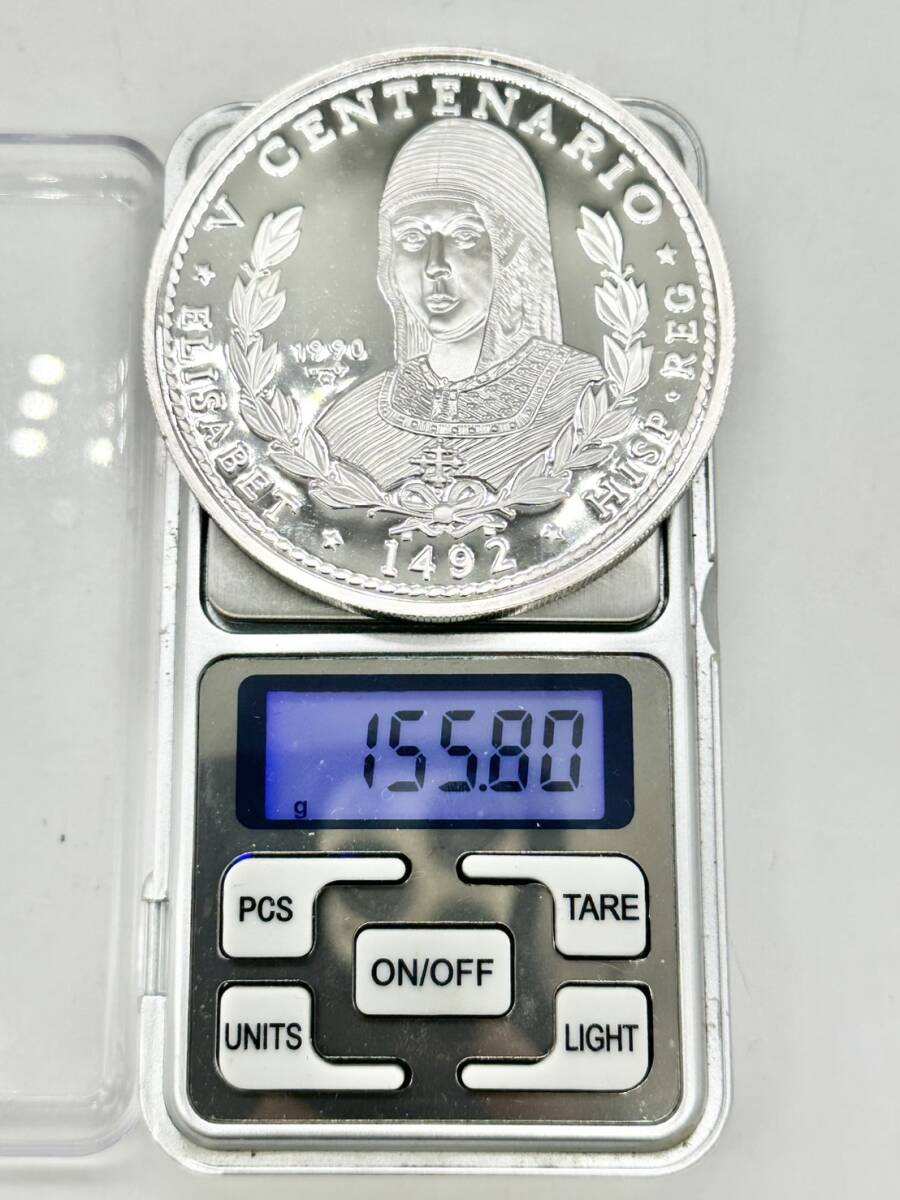 V CENTENARIO
★ ELISABET ★ 1492 ★ HISP · REG ★
1990
155.80
g
PCS
TARE
ON/OFF
UNITS
LIGHT